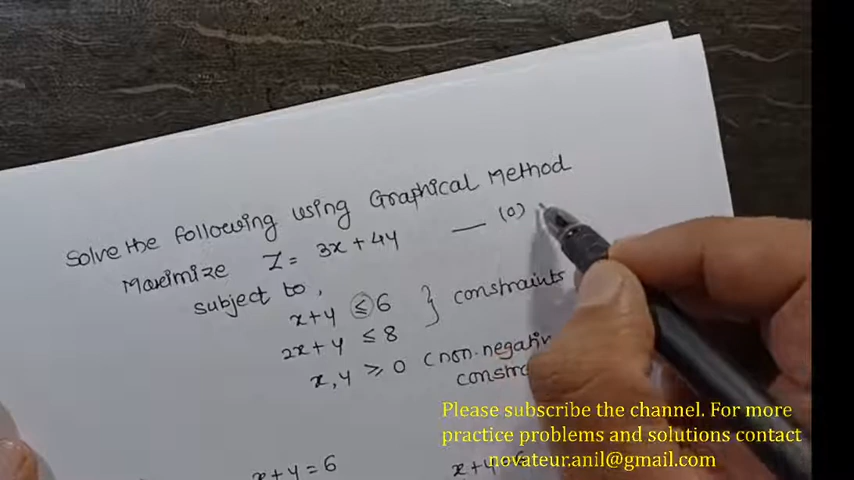 Solve the following using Graphical Method
Maximize Z = 3x + 4y — (0)
subject to,
x+y ≤ 6 } constraints
2x+y ≤ 8
x,y ≥ 0 (non-negative
x+y = 6
Please subscribe the channel. For more
practice problems and solutions contact
novateur.anil@gmail.com